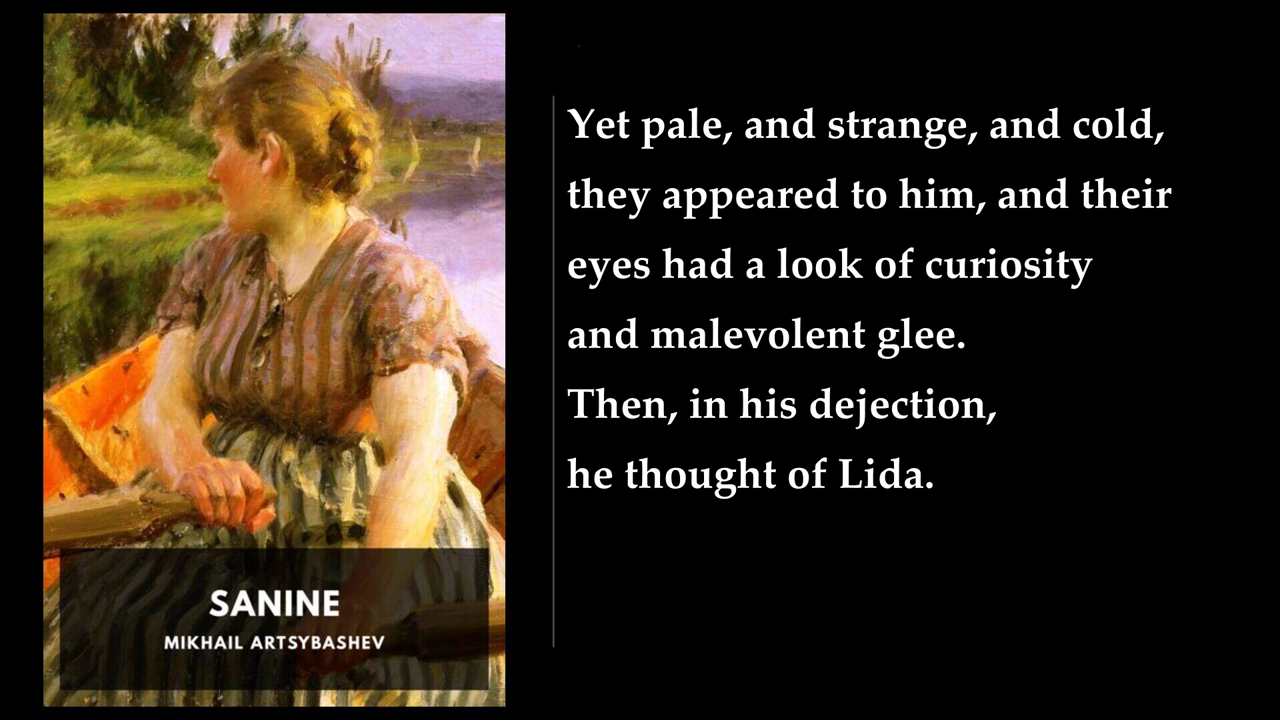 SANINE
MIKHAIL ARTSYBASHEV
Yet pale, and strange, and cold,
they appeared to him, and their
eyes had a look of curiosity
and malevolent glee.
Then, in his dejection,
he thought of Lida.